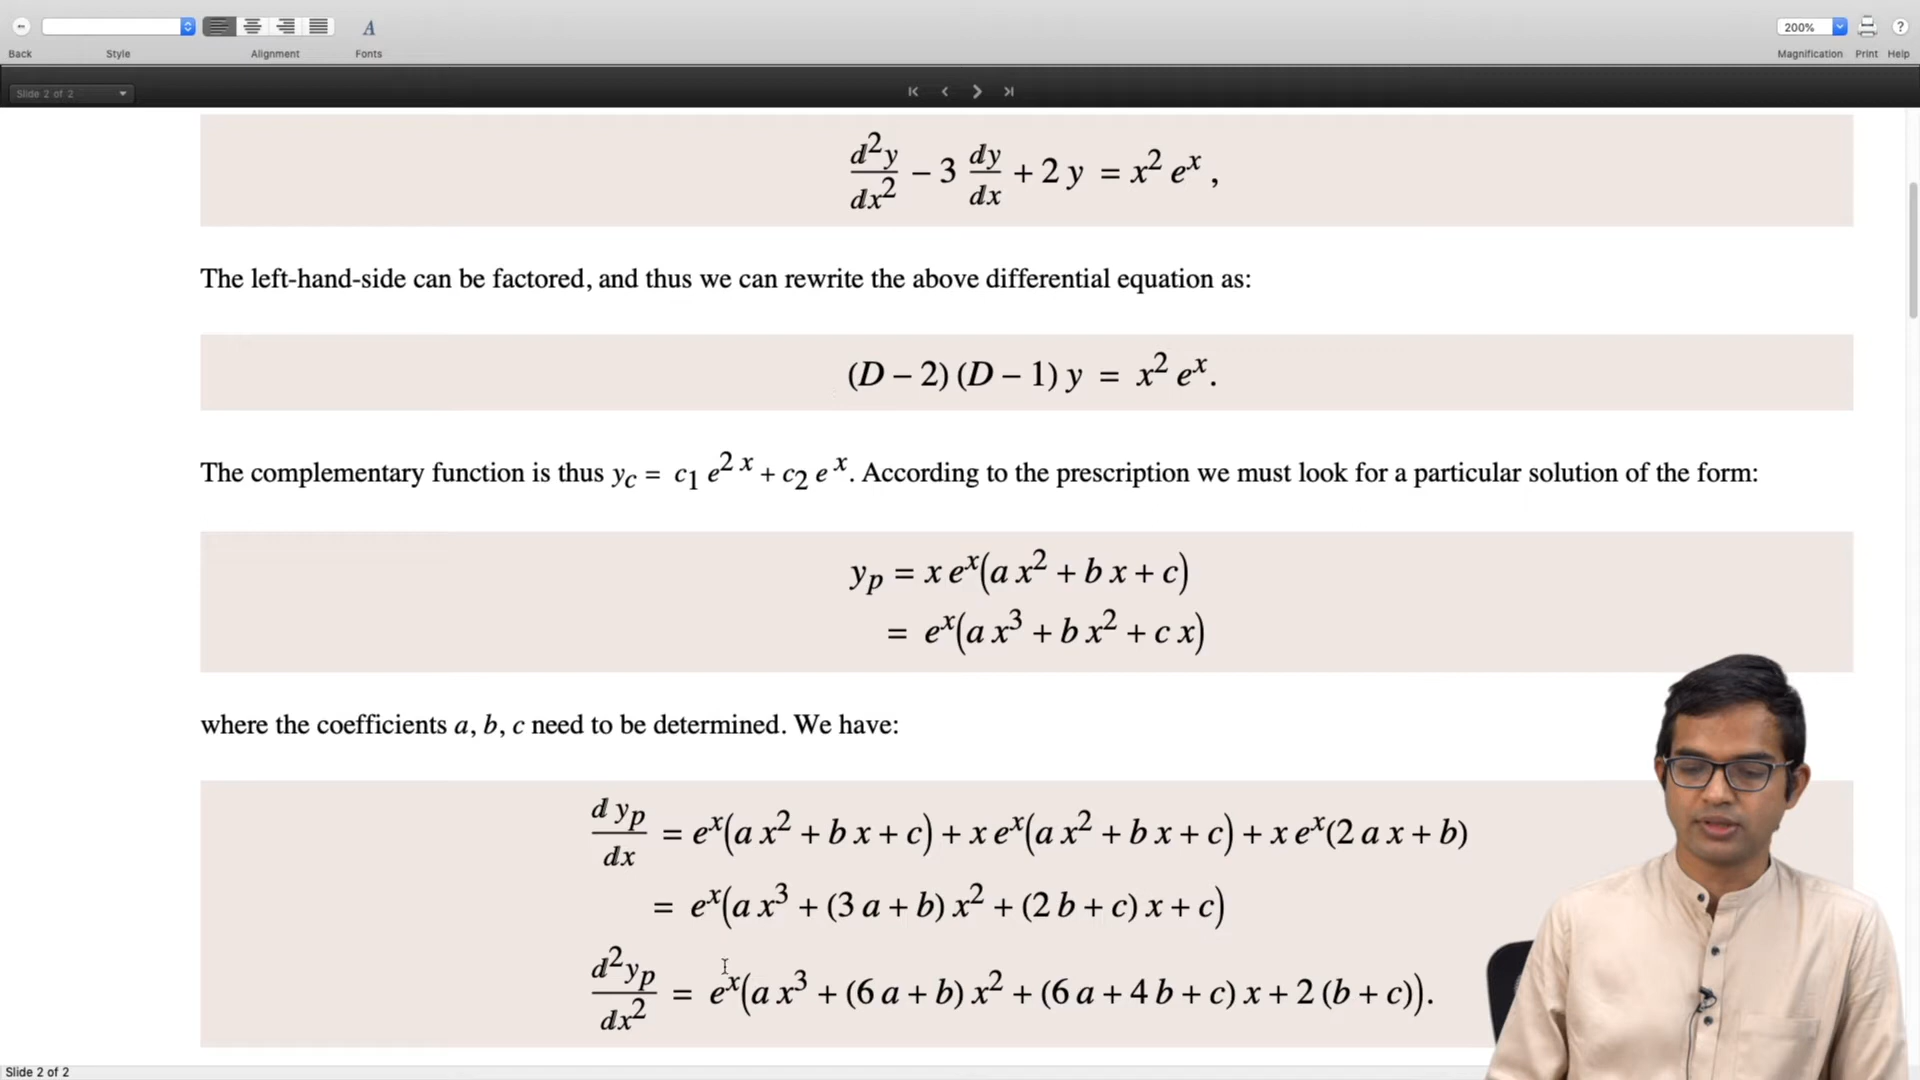 200%
Back Style Alignment Fonts Magnification Print Help
Slide 2 of 2
d²y/dx² − 3 dy/dx + 2 y = x² eˣ ,
The left-hand-side can be factored, and thus we can rewrite the above differential equation as:
(D − 2) (D − 1) y = x² eˣ.
The complementary function is thus y_c = c₁ e^{2 x} + c₂ eˣ. According to the prescription we must look for a particular solution of the form:
y_p = x eˣ(a x² + b x + c)
= eˣ(a x³ + b x² + c x)
where the coefficients a, b, c need to be determined. We have:
d y_p/dx = eˣ(a x² + b x + c) + x eˣ(a x² + b x + c) + x eˣ(2 a x + b)
= eˣ(a x³ + (3 a + b) x² + (2 b + c) x + c)
d²y_p/dx² = eˣ(a x³ + (6 a + b) x² + (6 a + 4 b + c) x + 2 (b + c)).
Slide 2 of 2